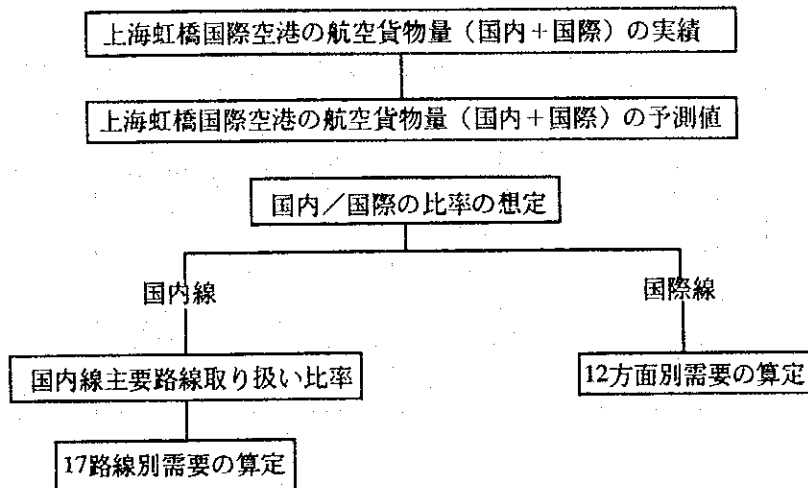 上海虹橋国際空港の航空貨物量（国内＋国際）の実績
上海虹橋国際空港の航空貨物量（国内＋国際）の予測値
国内／国際の比率の想定
国内線
国際線
国内線主要路線取り扱い比率
12方面別需要の算定
17路線別需要の算定